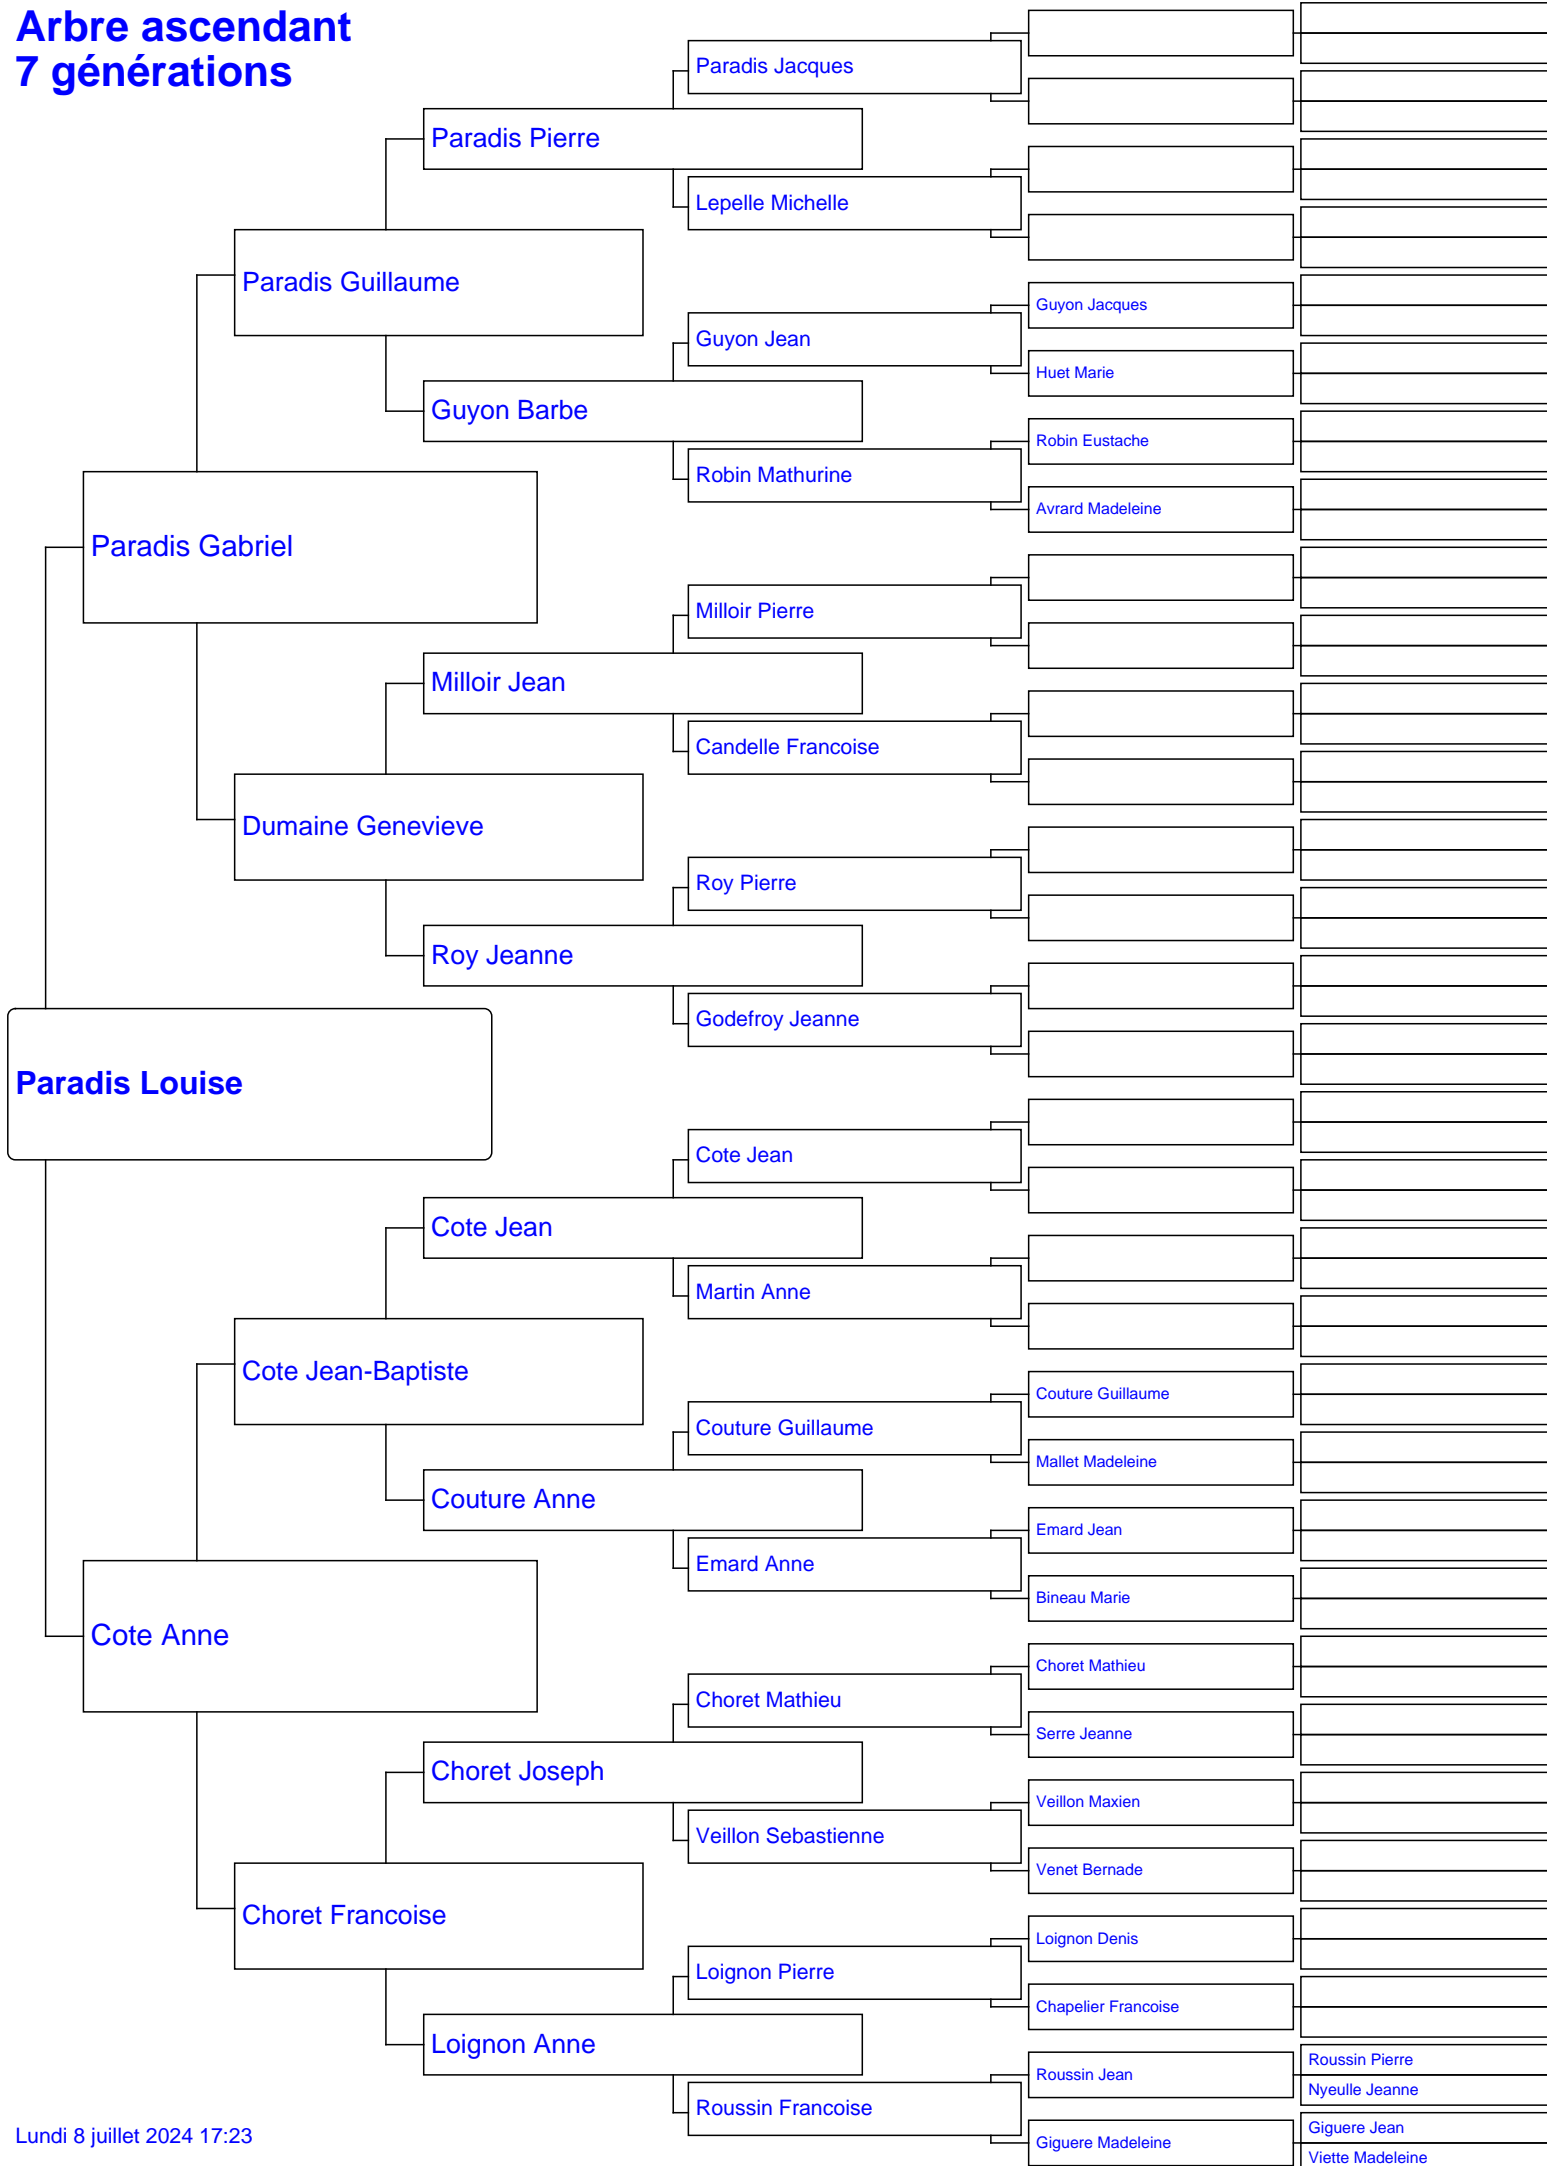 Arbre ascendant
7 générations
Paradis Jacques
Paradis Pierre
Lepelle Michelle
Paradis Guillaume
Guyon Jacques
Guyon Jean
Huet Marie
Guyon Barbe
Robin Eustache
Robin Mathurine
Avrard Madeleine
Paradis Gabriel
Milloir Pierre
Milloir Jean
Candelle Francoise
Dumaine Genevieve
Roy Pierre
Roy Jeanne
Godefroy Jeanne
Paradis Louise
Cote Jean
Cote Jean
Martin Anne
Cote Jean-Baptiste
Couture Guillaume
Couture Guillaume
Mallet Madeleine
Couture Anne
Emard Jean
Emard Anne
Bineau Marie
Cote Anne
Choret Mathieu
Choret Mathieu
Serre Jeanne
Choret Joseph
Veillon Maxien
Veillon Sebastienne
Venet Bernade
Choret Francoise
Loignon Denis
Loignon Pierre
Chapelier Francoise
Loignon Anne
Roussin Pierre
Roussin Jean
Nyeulle Jeanne
Roussin Francoise
Giguere Jean
Giguere Madeleine
Viette Madeleine
Lundi 8 juillet 2024 17:23